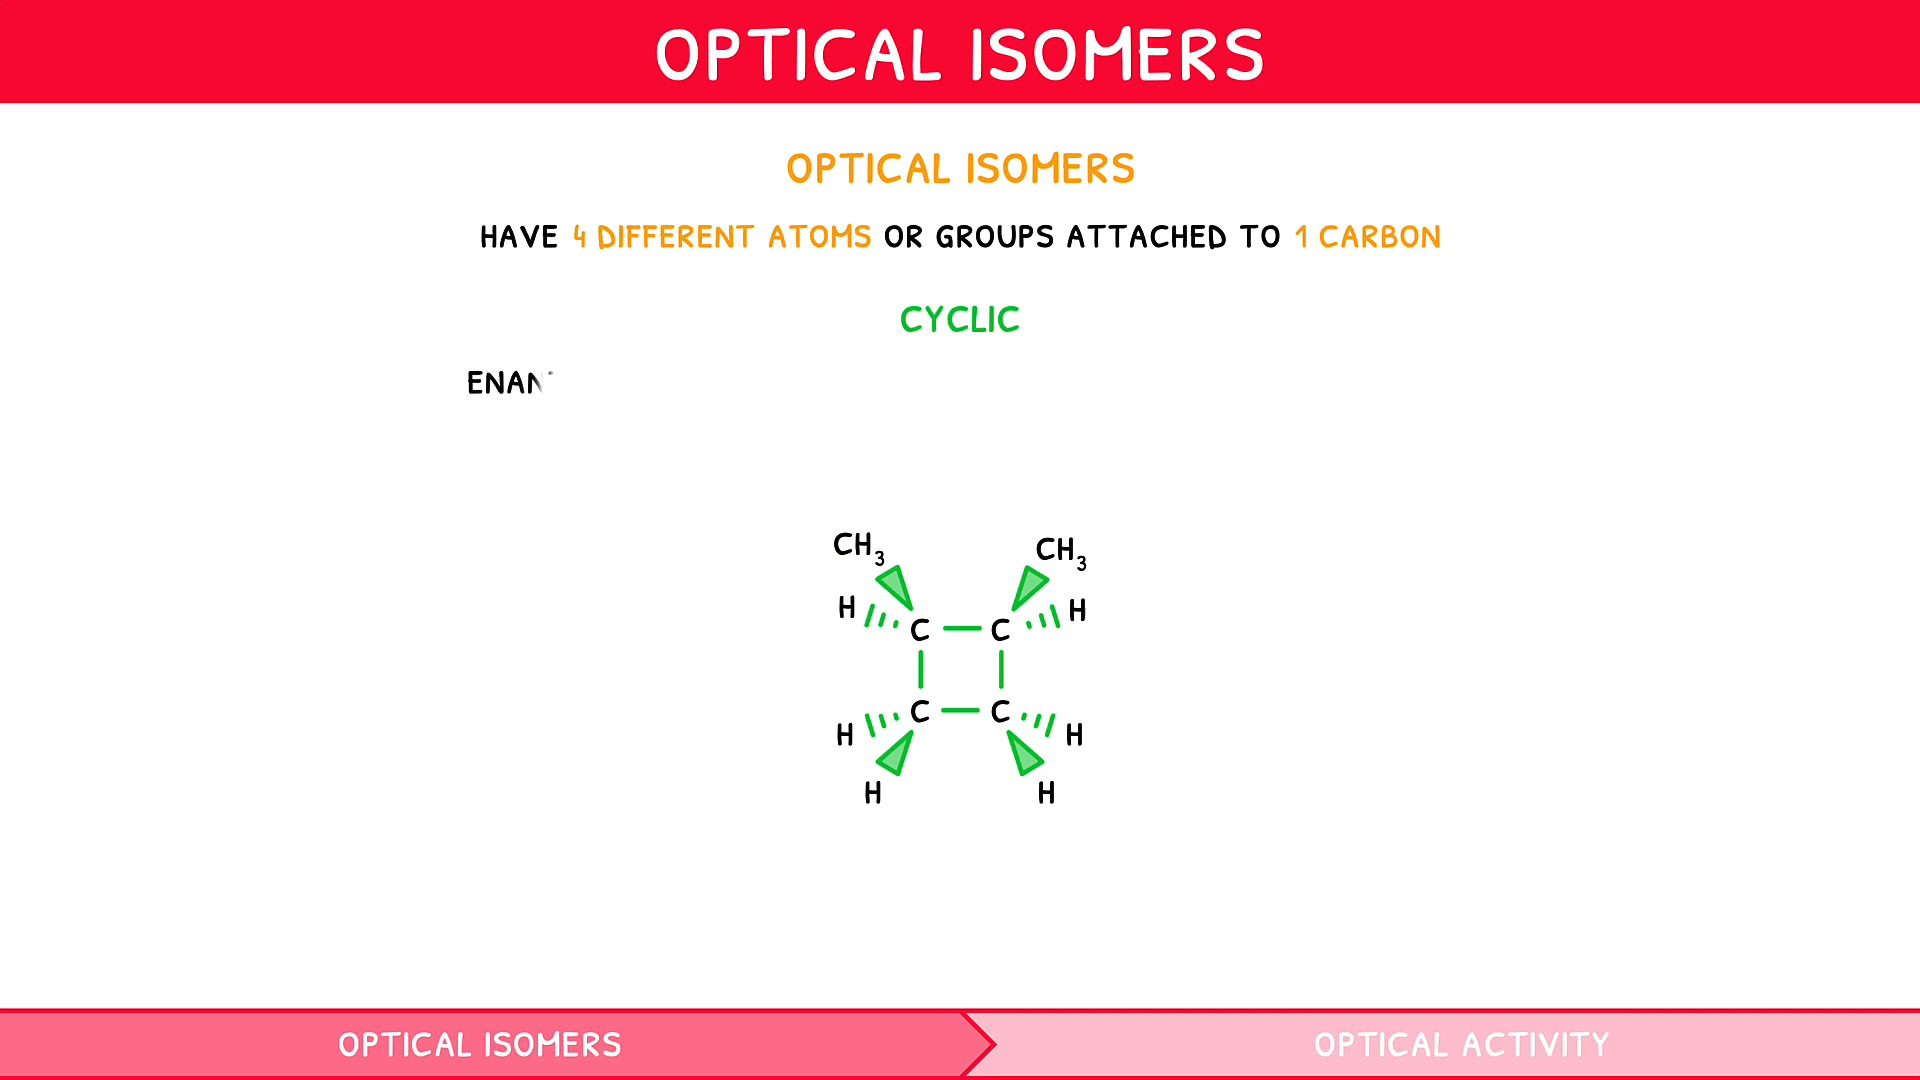 OPTICAL ISOMERS
OPTICAL ISOMERS
HAVE 4 DIFFERENT ATOMS OR GROUPS ATTACHED TO 1 CARBON
CYCLIC
ENAN
CH3 CH3
H H
C C
C C
H H
H H
OPTICAL ISOMERS OPTICAL ACTIVITY